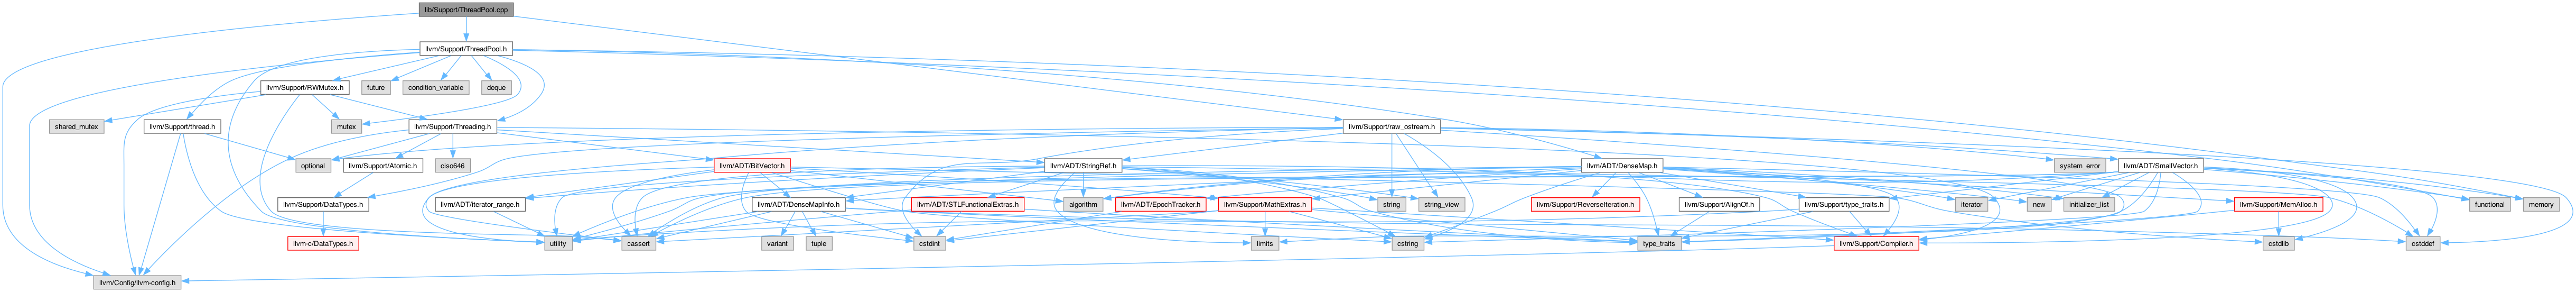 lib/Support/ThreadPool.cpp
llvm/Support/ThreadPool.h
llvm/Support/RWMutex.h
future
condition_variable
deque
shared_mutex
llvm/Support/thread.h
mutex
llvm/Support/Threading.h
llvm/Support/raw_ostream.h
optional
llvm/Support/Atomic.h
ciso646
llvm/ADT/BitVector.h
llvm/ADT/StringRef.h
llvm/ADT/DenseMap.h
system_error
llvm/ADT/SmallVector.h
llvm/Support/DataTypes.h
llvm/ADT/iterator_range.h
llvm/ADT/DenseMapInfo.h
llvm/ADT/STLFunctionalExtras.h
algorithm
llvm/ADT/EpochTracker.h
llvm/Support/MathExtras.h
string
string_view
llvm/Support/ReverseIterator.h
llvm/Support/AlignOf.h
llvm/Support/type_traits.h
iterator
new
initializer_list
llvm/Support/MemAlloc.h
functional
memory
llvm-c/DataTypes.h
utility
cassert
variant
tuple
cstdint
limits
cstring
type_traits
llvm/Support/Compiler.h
cstdlib
cstddef
llvm/Config/llvm-config.h